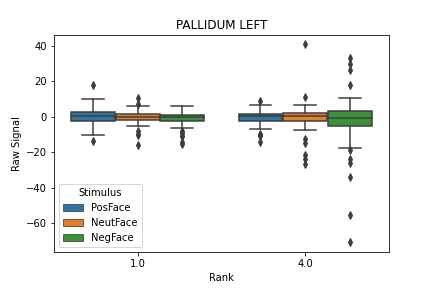 PALLIDUM LEFT
Raw Signal
40
20
0
−20
−40
−60
Stimulus
PosFace
NeutFace
NegFace
1.0
4.0
Rank